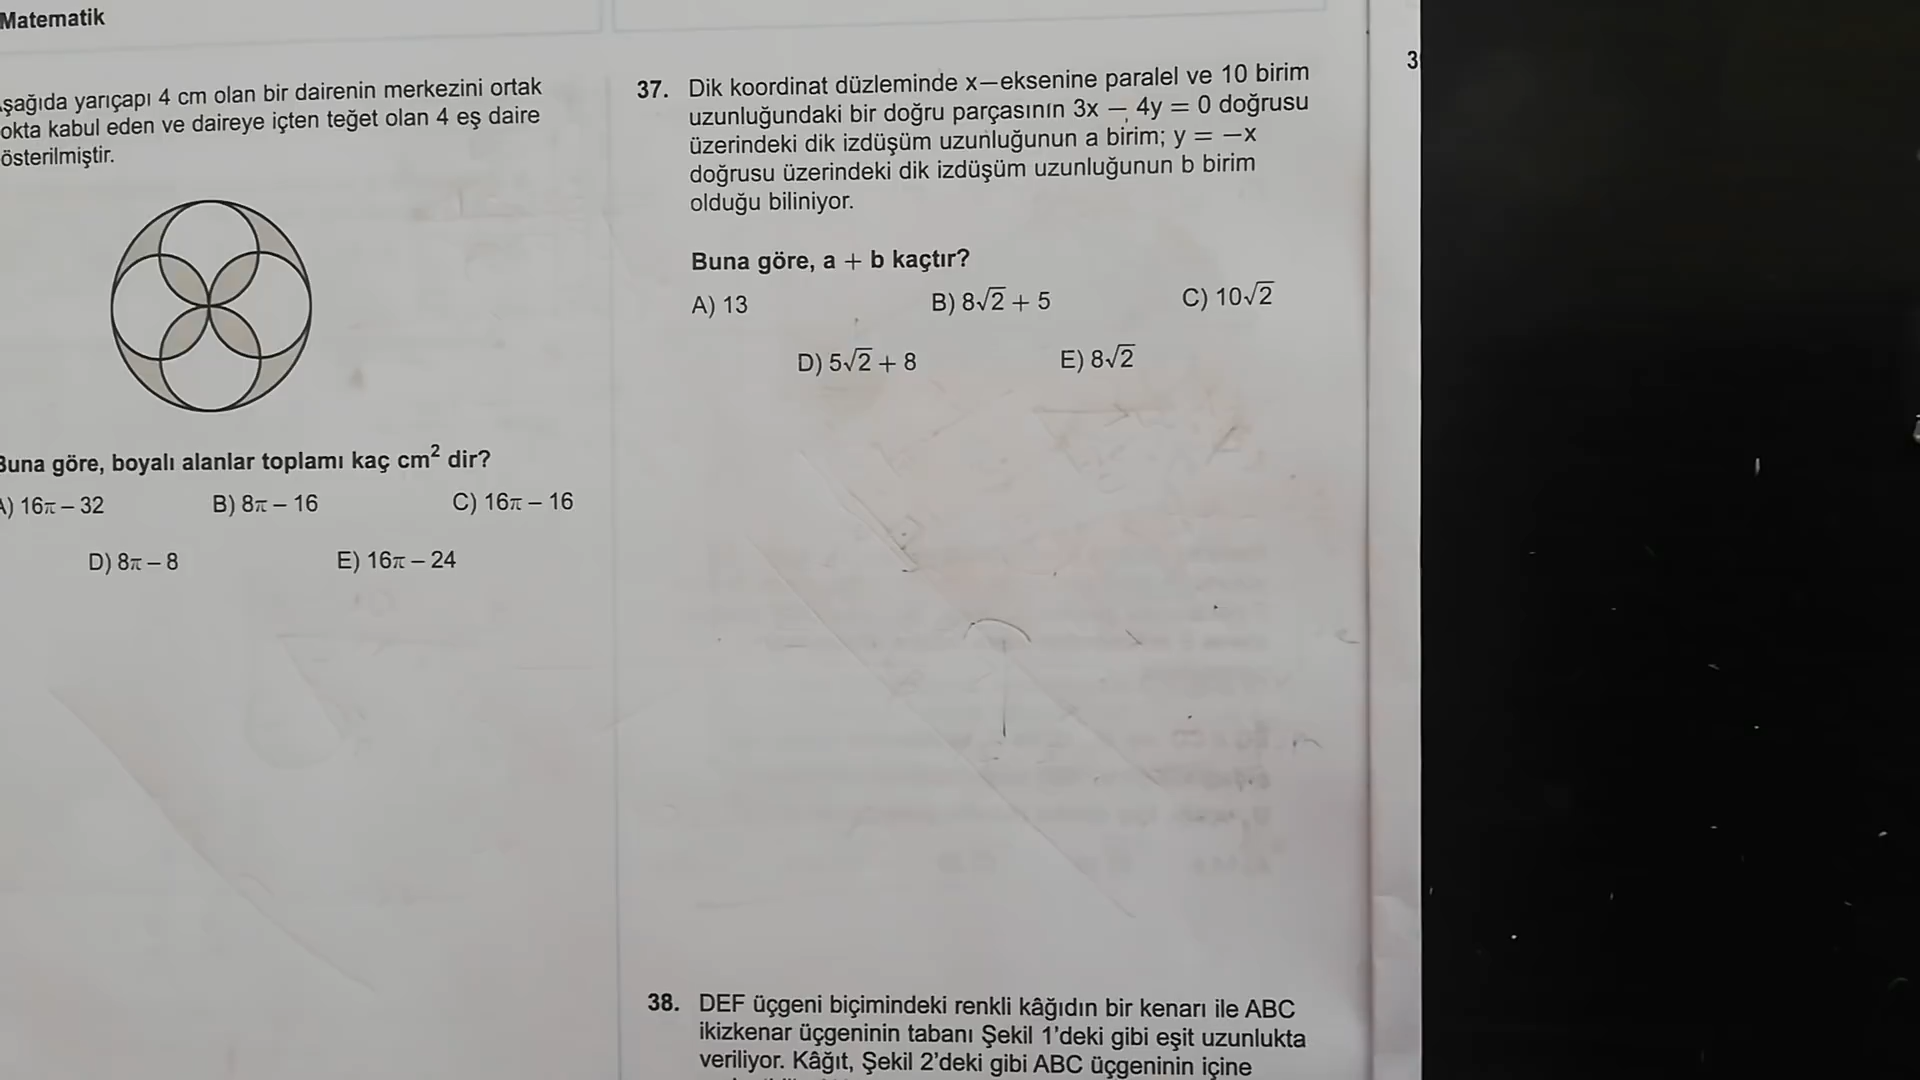 Matematik
şağıda yarıçapı 4 cm olan bir dairenin merkezini ortak
okta kabul eden ve daireye içten teğet olan 4 eş daire
österilmiştir.
Buna göre, boyalı alanlar toplamı kaç cm² dir?
A) 16π – 32 B) 8π – 16 C) 16π – 16
D) 8π – 8 E) 16π – 24
37. Dik koordinat düzleminde x–eksenine paralel ve 10 birim
uzunluğundaki bir doğru parçasının 3x – 4y = 0 doğrusu
üzerindeki dik izdüşüm uzunluğunun a birim; y = –x
doğrusu üzerindeki dik izdüşüm uzunluğunun b birim
olduğu biliniyor.
Buna göre, a + b kaçtır?
A) 13 B) 8√2 + 5 C) 10√2
D) 5√2 + 8 E) 8√2
38. DEF üçgeni biçimindeki renkli kâğıdın bir kenarı ile ABC
ikizkenar üçgeninin tabanı Şekil 1'deki gibi eşit uzunlukta
veriliyor. Kâğıt, Şekil 2'deki gibi ABC üçgeninin içine
3